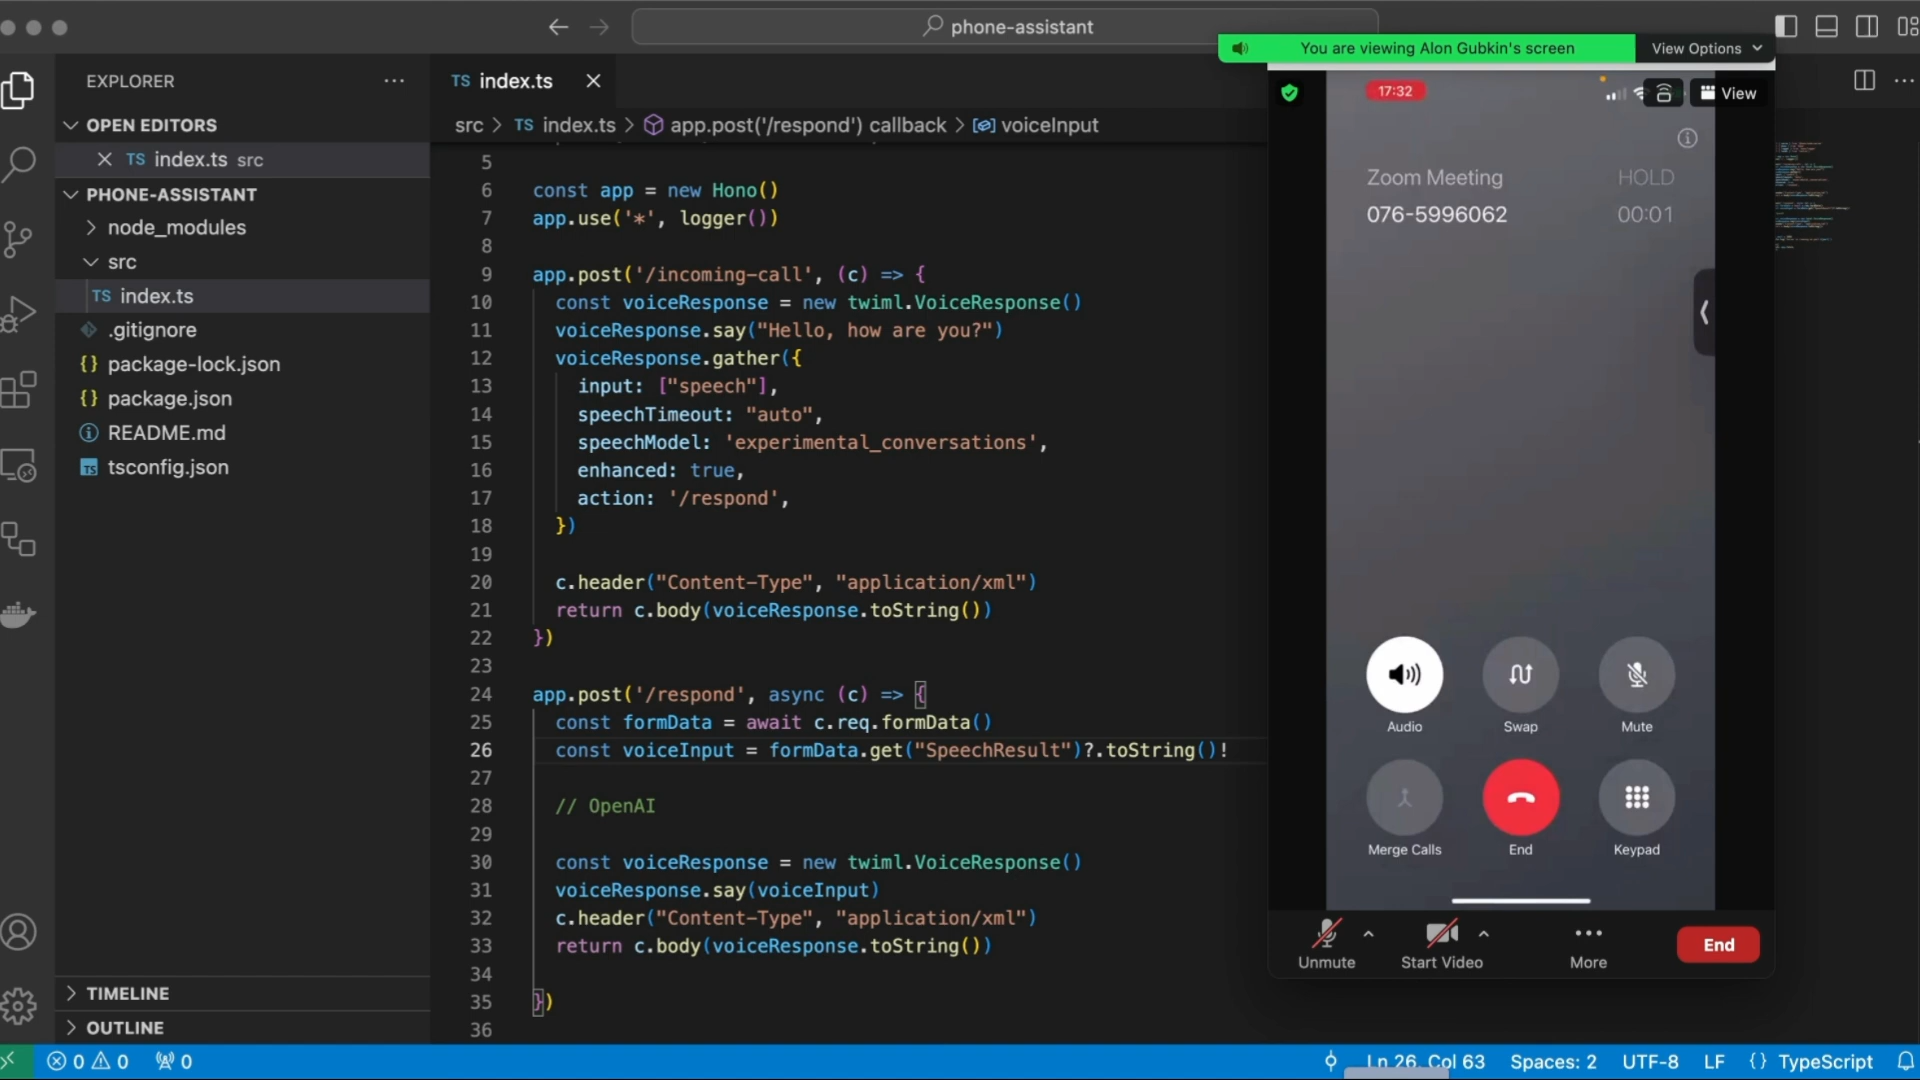 phone-assistant
You are viewing Alon Gubkin's screen
View Options
EXPLORER
OPEN EDITORS
TS index.ts src
PHONE-ASSISTANT
node_modules
src
TS index.ts
.gitignore
{} package-lock.json
{} package.json
README.md
TS tsconfig.json
TIMELINE
OUTLINE
TS index.ts
src > TS index.ts > app.post('/respond') callback > voiceInput
5
6 const app = new Hono()
7 app.use('*', logger())
8
9 app.post('/incoming-call', (c) => {
10 const voiceResponse = new twiml.VoiceResponse()
11 voiceResponse.say("Hello, how are you?")
12 voiceResponse.gather({
13 input: ["speech"],
14 speechTimeout: "auto",
15 speechModel: 'experimental_conversations',
16 enhanced: true,
17 action: '/respond',
18 })
19
20 c.header("Content-Type", "application/xml")
21 return c.body(voiceResponse.toString())
22 })
23
24 app.post('/respond', async (c) => {
25 const formData = await c.req.formData()
26 const voiceInput = formData.get("SpeechResult")?.toString()!
27
28 // OpenAI
29
30 const voiceResponse = new twiml.VoiceResponse()
31 voiceResponse.say(voiceInput)
32 c.header("Content-Type", "application/xml")
33 return c.body(voiceResponse.toString())
34
35 })
36
17:32
View
Zoom Meeting HOLD
076-5996062 00:01
Audio Swap Mute
Merge Calls End Keypad
Unmute Start Video More End
0 0 0
Ln 26, Col 63 Spaces: 2 UTF-8 LF {} TypeScript